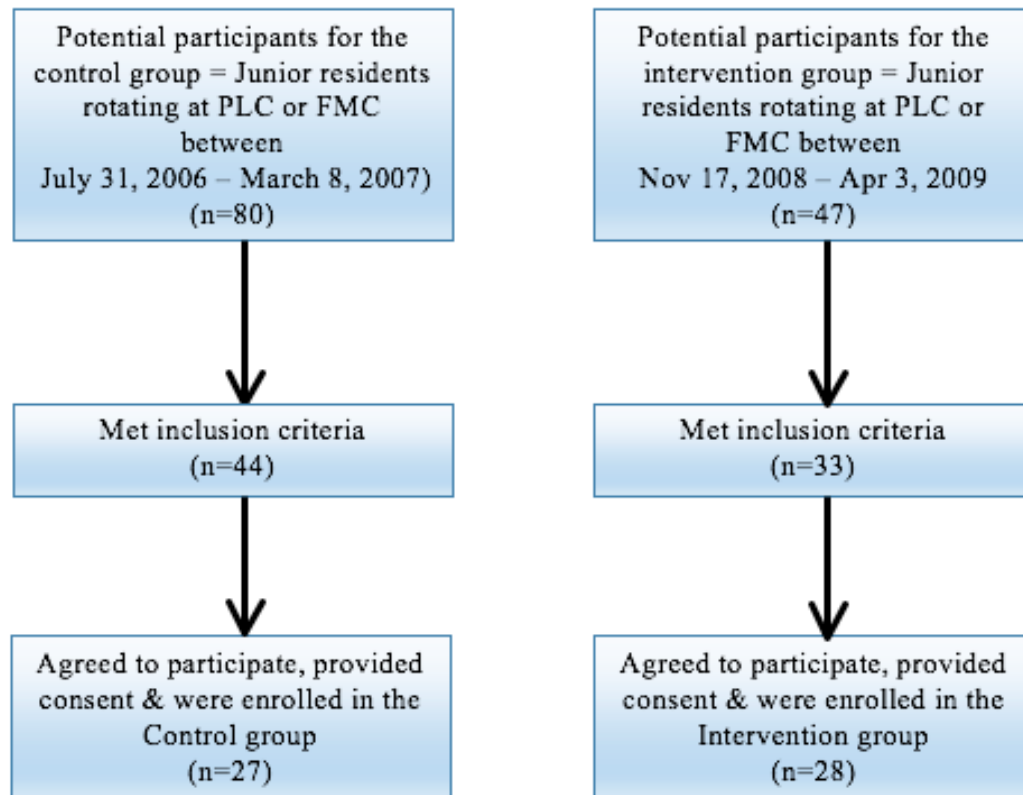 Potential participants for the
control group = Junior residents
rotating at PLC or FMC
between
July 31, 2006 – March 8, 2007)
(n=80)
Potential participants for the
intervention group = Junior
residents rotating at PLC or
FMC between
Nov 17, 2008 – Apr 3, 2009
(n=47)
Met inclusion criteria
(n=44)
Met inclusion criteria
(n=33)
Agreed to participate, provided
consent & were enrolled in the
Control group
(n=27)
Agreed to participate, provided
consent & were enrolled in the
Intervention group
(n=28)